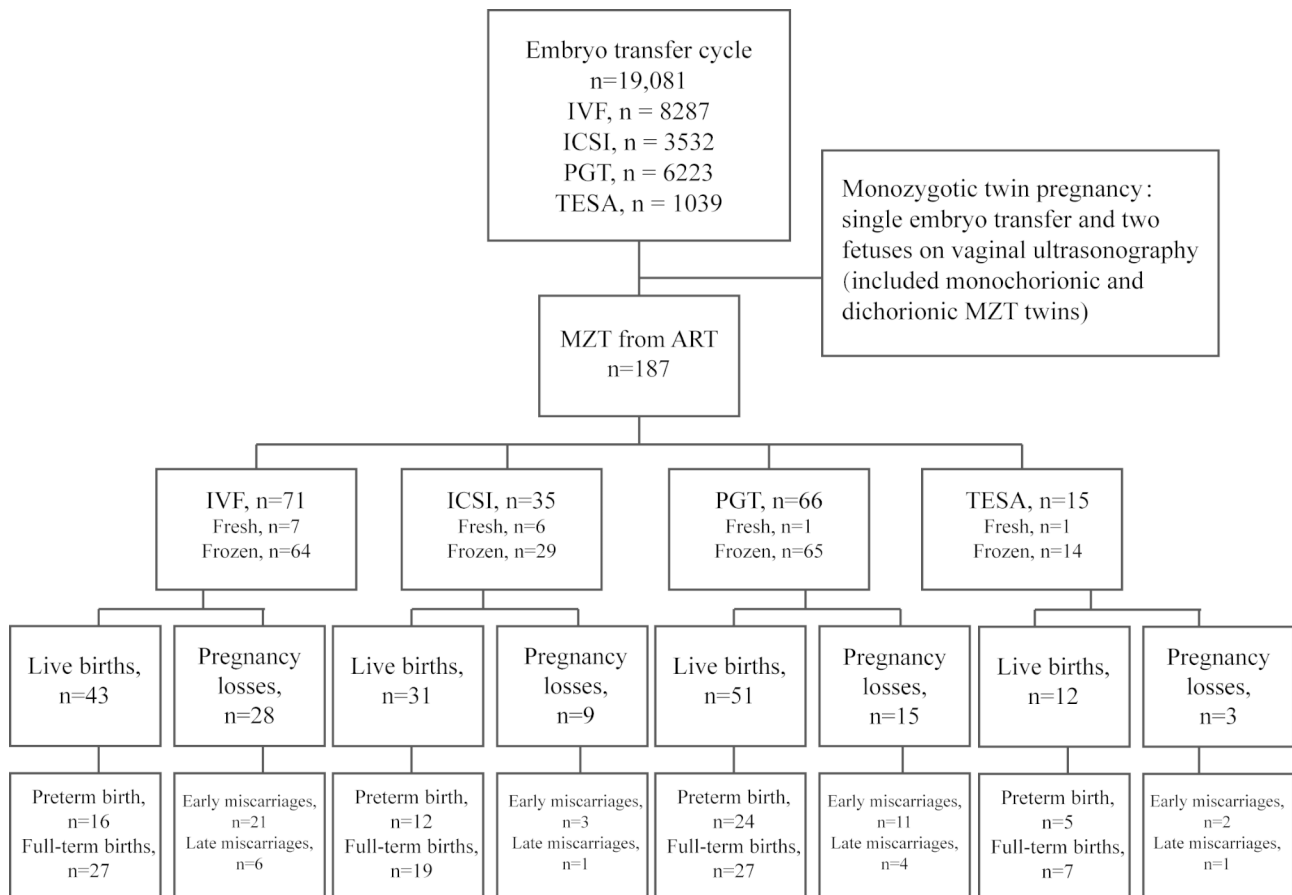 Embryo transfer cycle
n=19,081
IVF, n = 8287
ICSI, n = 3532
PGT, n = 6223
TESA, n = 1039
Monozygotic twin pregnancy:
single embryo transfer and two
fetuses on vaginal ultrasonography
(included monochorionic and
dichorionic MZT twins)
MZT from ART
n=187
IVF, n=71
Fresh, n=7
Frozen, n=64
ICSI, n=35
Fresh, n=6
Frozen, n=29
PGT, n=66
Fresh, n=1
Frozen, n=65
TESA, n=15
Fresh, n=1
Frozen, n=14
Live births,
n=43
Pregnancy
losses,
n=28
Live births,
n=31
Pregnancy
losses,
n=9
Live births,
n=51
Pregnancy
losses,
n=15
Live births,
n=12
Pregnancy
losses,
n=3
Preterm birth,
n=16
Full-term births,
n=27
Early miscarriages,
n=21
Late miscarriages,
n=6
Preterm birth,
n=12
Full-term births,
n=19
Early miscarriages,
n=3
Late miscarriages,
n=1
Preterm birth,
n=24
Full-term births,
n=27
Early miscarriages,
n=11
Late miscarriages,
n=4
Preterm birth,
n=5
Full-term births,
n=7
Early miscarriages,
n=2
Late miscarriages,
n=1